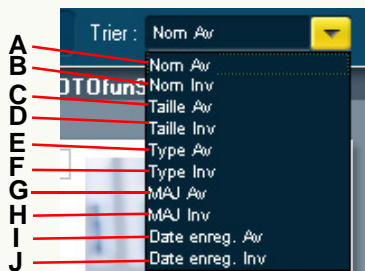 Trier : Nom Av
A Nom Av
B Nom Inv
OTOfunS
C Taille Av
D Taille Inv
E Type Av
F Type Inv
G MAJ Av
H MAJ Inv
I Date enreg. Av
J Date enreg. Inv